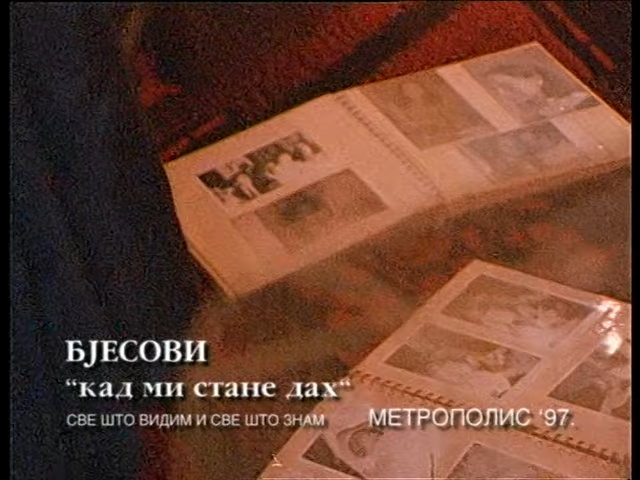 БЈЕСОВИ
“кад ми стане дах“
СВЕ ШТО ВИДИМ И СВЕ ШТО ЗНАМ МЕТРОПОЛИС ‘97.